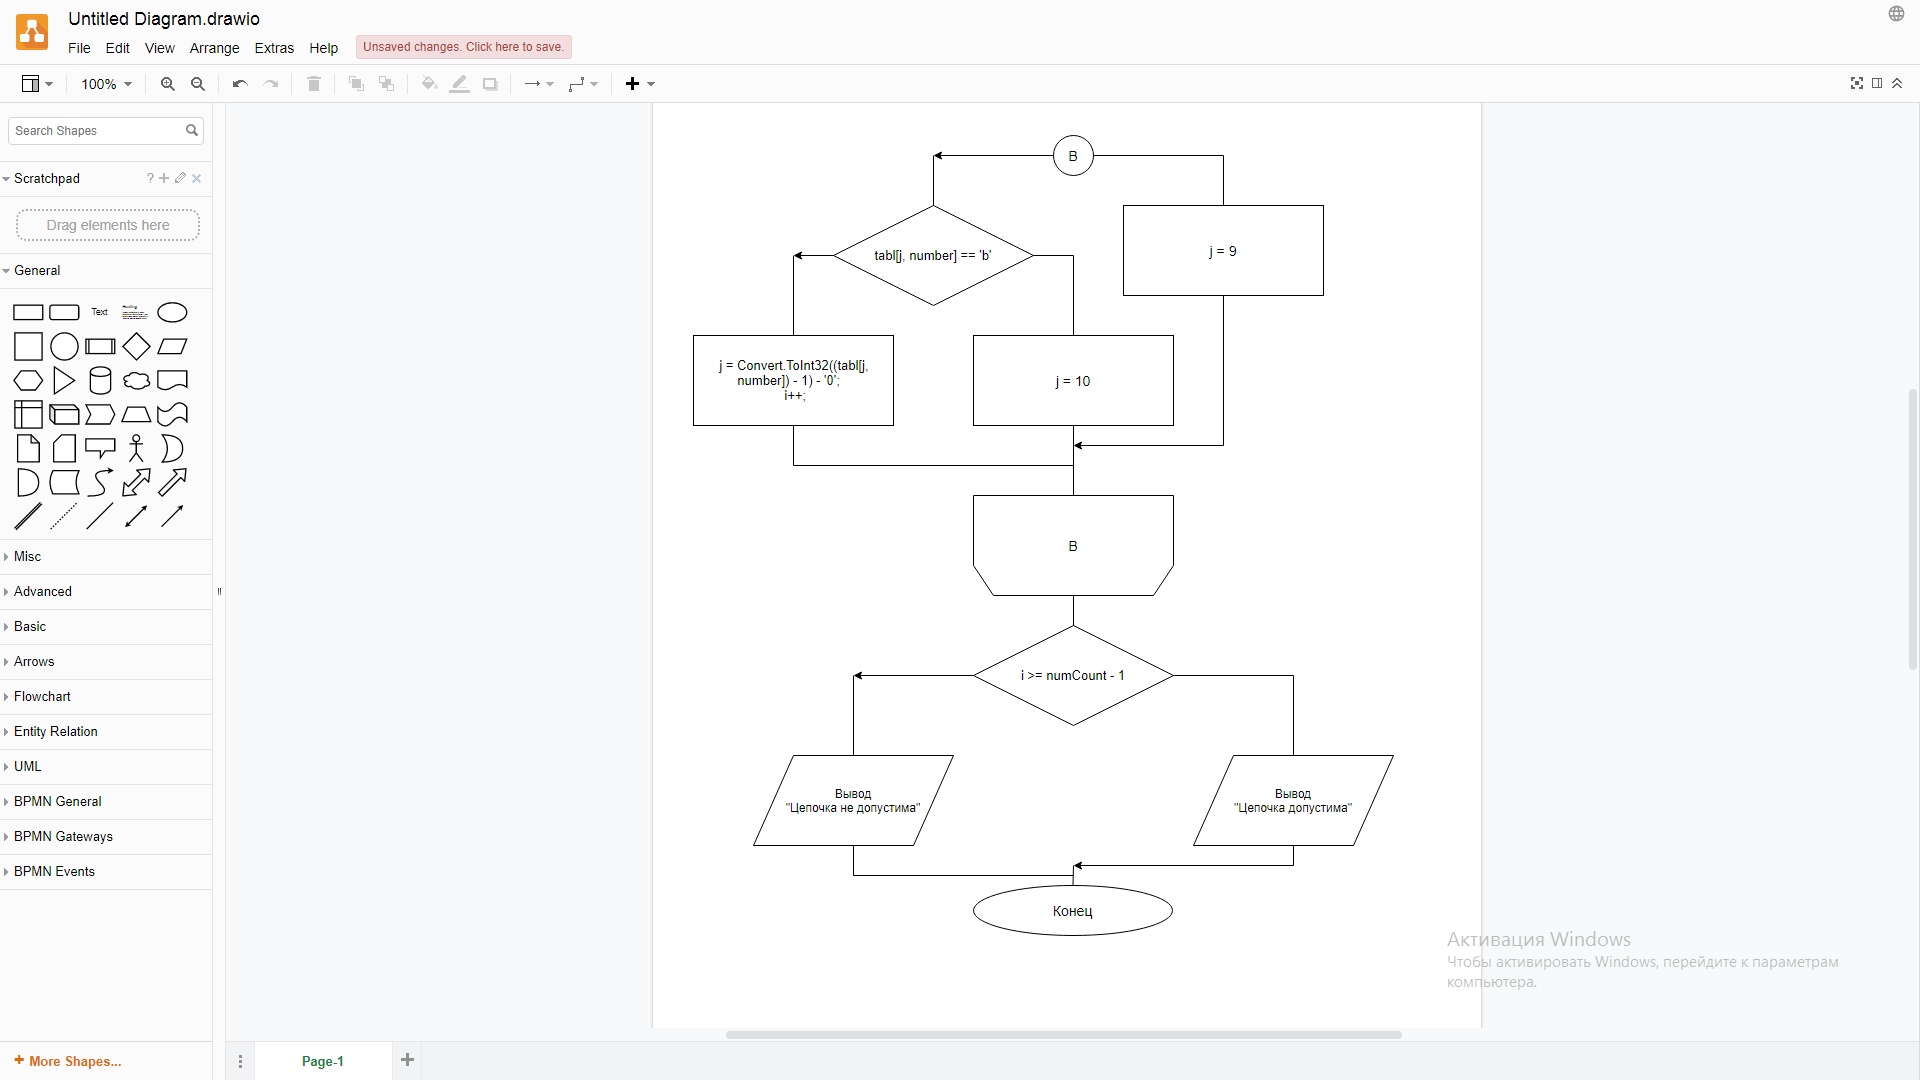 Untitled Diagram.drawio
File Edit View Arrange Extras Help Unsaved changes. Click here to save.
100%
Search Shapes
Scratchpad
?
Drag elements here
General
Text
Heading
Misc
Advanced
Basic
Arrows
Flowchart
Entity Relation
UML
BPMN General
BPMN Gateways
BPMN Events
+ More Shapes...
B
tabl[j, number] == 'b'
j = 9
j = Convert.ToInt32((tabl[j,
number]) - 1) - '0';
i++;
j = 10
B
i >= numCount - 1
Вывод
"Цепочка не допустима"
Вывод
"Цепочка допустима"
Конец
Активация Windows
Чтобы активировать Windows, перейдите к параметрам
компьютера.
Page-1